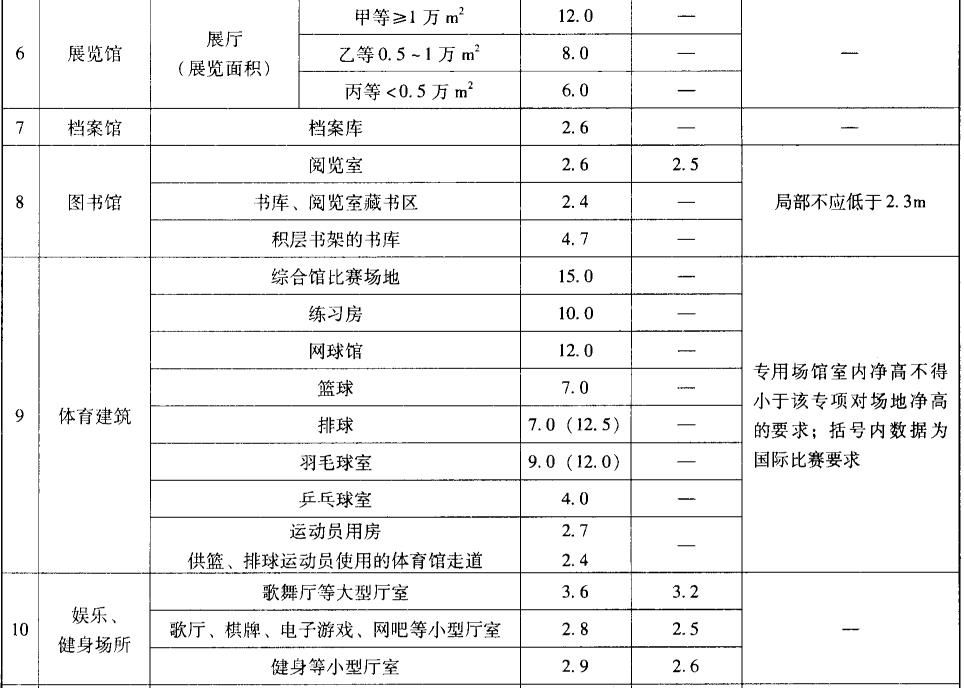 6 展览馆 展厅（展览面积） 甲等≥1万m² 12.0 — —
乙等0.5~1万m² 8.0 —
丙等<0.5万m² 6.0 —
7 档案馆 档案库 2.6 — —
8 图书馆 阅览室 2.6 2.5 局部不应低于2.3m
书库、阅览室藏书区 2.4 —
积层书架的书库 4.7 —
9 体育建筑 综合馆比赛场地 15.0 —
练习房 10.0 —
网球馆 12.0 —
篮球 7.0 —
排球 7.0（12.5） —
羽毛球室 9.0（12.0） —
乒乓球室 4.0 —
运动员用房 2.7 —
供篮、排球运动员使用的体育馆走道 2.4
专用场馆室内净高不得
小于该专项对场地净高
的要求；括号内数据为
国际比赛要求
10 娱乐、健身场所 歌舞厅等大型厅室 3.6 3.2 —
歌厅、棋牌、电子游戏、网吧等小型厅室 2.8 2.5
健身等小型厅室 2.9 2.6